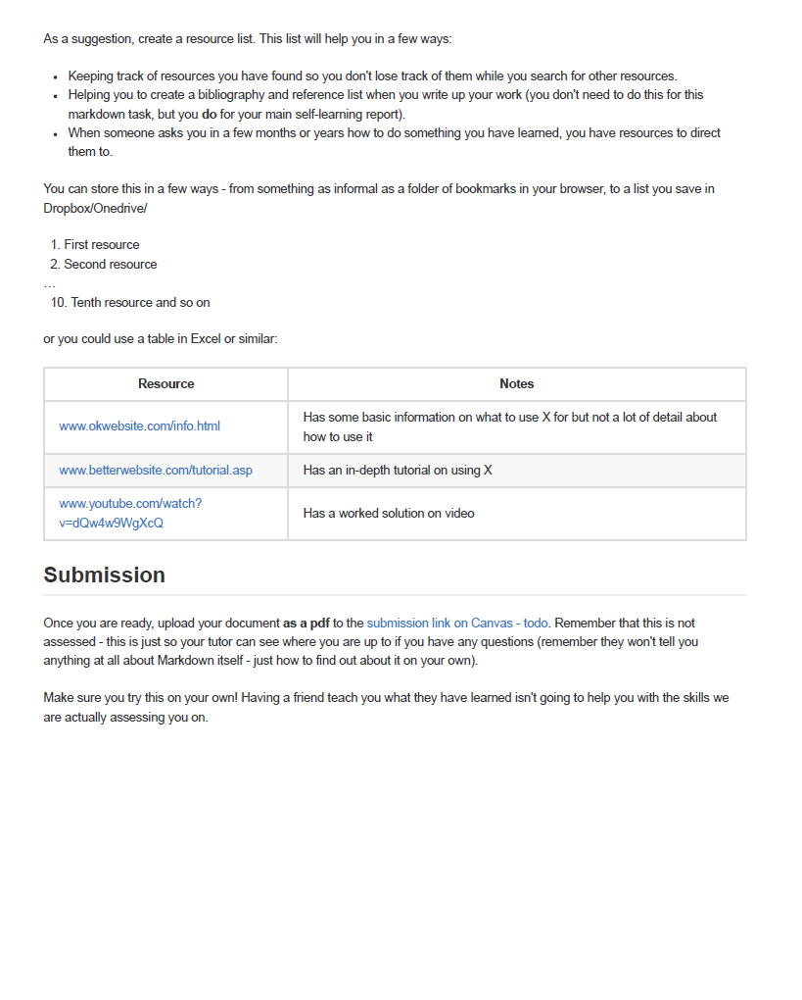 As a suggestion, create a resource list. This list will help you in a few ways:
• Keeping track of resources you have found so you don't lose track of them while you search for other resources.
• Helping you to create a bibliography and reference list when you write up your work (you don't need to do this for this
markdown task, but you do for your main self-learning report).
• When someone asks you in a few months or years how to do something you have learned, you have resources to direct
them to.
You can store this in a few ways - from something as informal as a folder of bookmarks in your browser, to a list you save in
Dropbox/Onedrive/
1. First resource
2. Second resource
...
10. Tenth resource and so on
or you could use a table in Excel or similar:
Resource Notes
www.okwebsite.com/info.html Has some basic information on what to use X for but not a lot of detail about
how to use it
www.betterwebsite.com/tutorial.asp Has an in-depth tutorial on using X
www.youtube.com/watch?
v=dQw4w9WgXcQ Has a worked solution on video
Submission
Once you are ready, upload your document as a pdf to the submission link on Canvas - todo. Remember that this is not
assessed - this is just so your tutor can see where you are up to if you have any questions (remember they won't tell you
anything at all about Markdown itself - just how to find out about it on your own).
Make sure you try this on your own! Having a friend teach you what they have learned isn't going to help you with the skills we
are actually assessing you on.